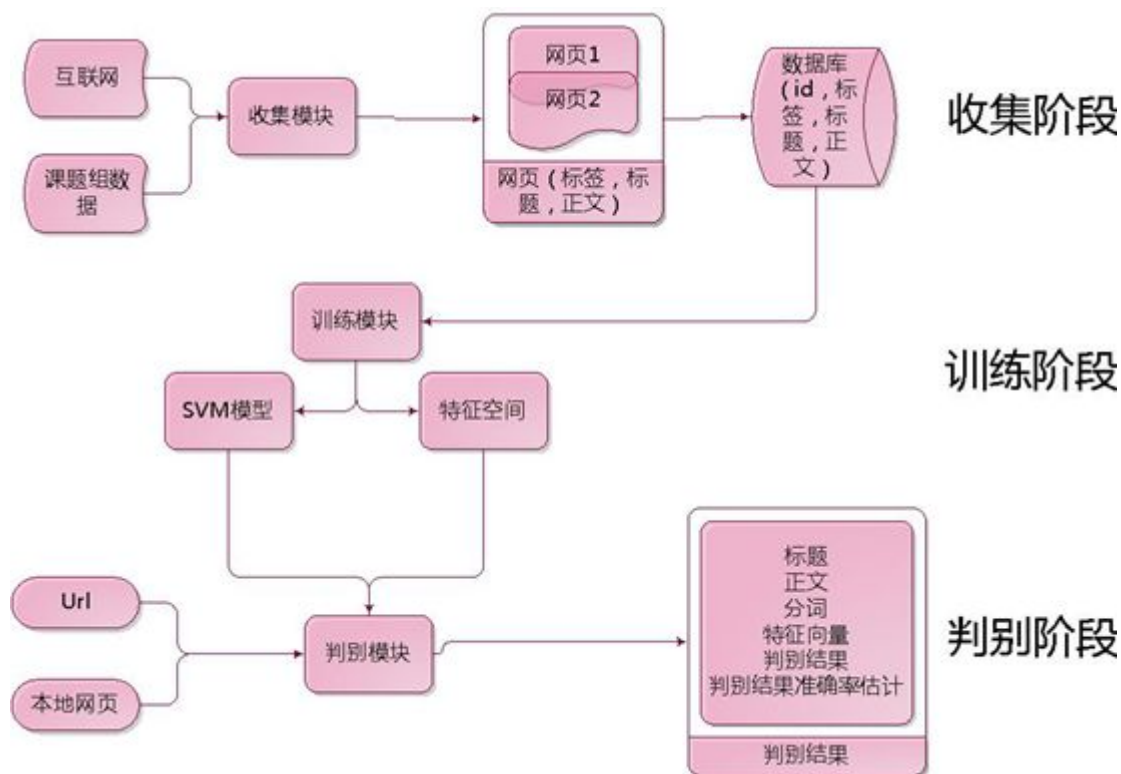 互联网
课题组数
据
收集模块
网页1
网页2
网页（标签，标
题，正文）
数据库
（id，标
签，标
题，正
文）
收集阶段
训练模块
SVM模型
特征空间
训练阶段
Url
本地网页
判别模块
标题
正文
分词
特征向量
判别结果
判别结果准确率估计
判别结果
判别阶段